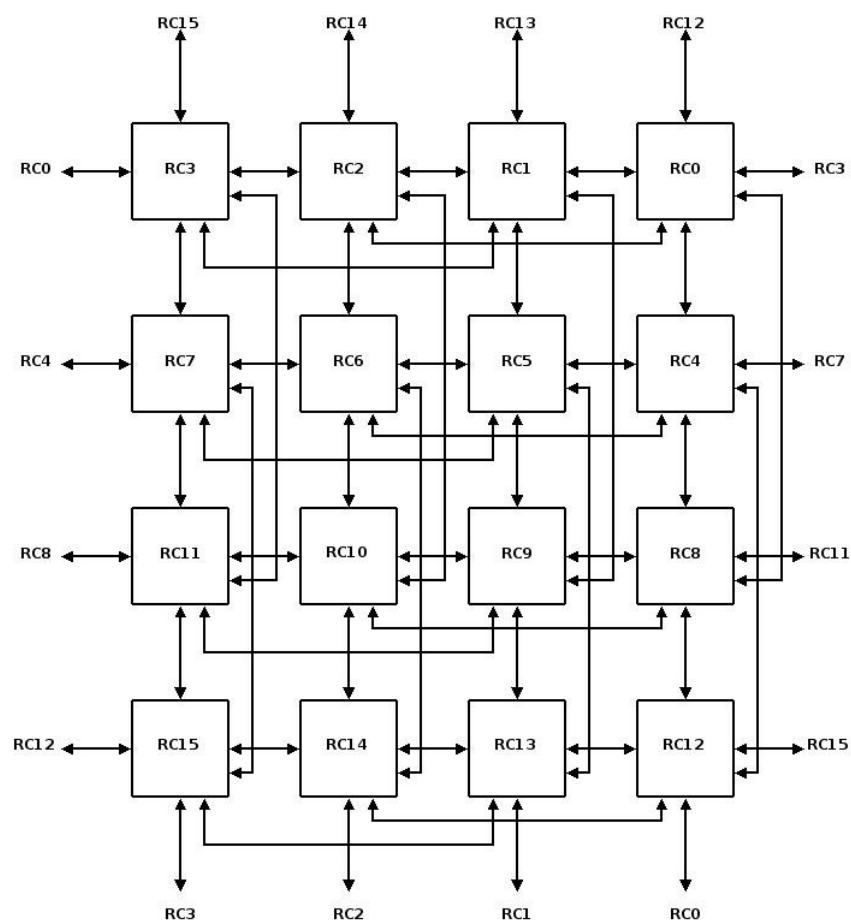 RC15 RC14 RC13 RC12
RC0 RC3 RC2 RC1 RC0 RC3
RC4 RC7 RC6 RC5 RC4 RC7
RC8 RC11 RC10 RC9 RC8 RC11
RC12 RC15 RC14 RC13 RC12 RC15
RC3 RC2 RC1 RC0